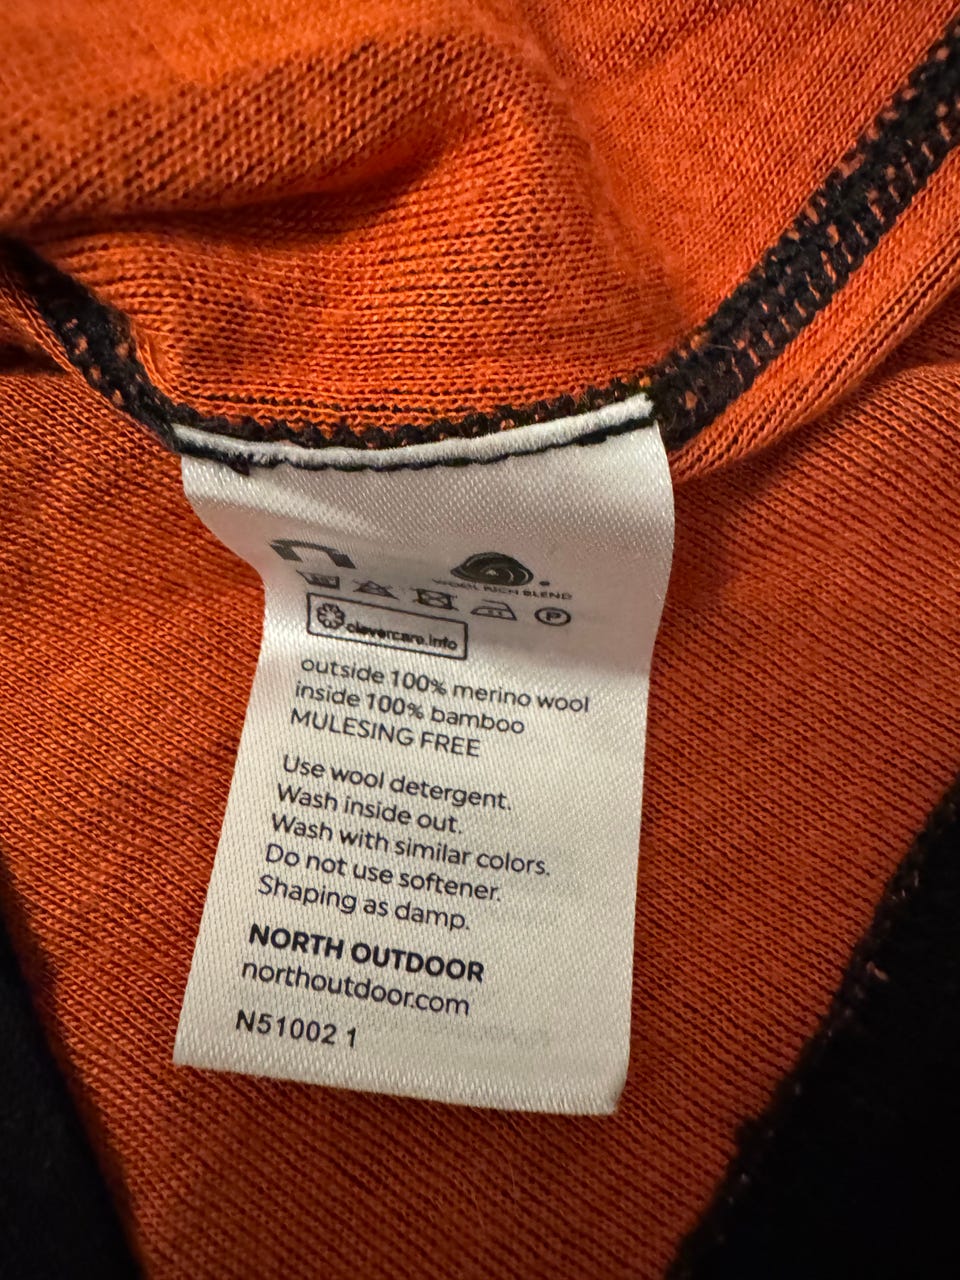 WOOL RICH BLEND
P
clevercare.info
outside 100% merino wool
inside 100% bamboo
MULESING FREE
Use wool detergent.
Wash inside out.
Wash with similar colors.
Do not use softener.
Shaping as damp.
NORTH OUTDOOR
northoutdoor.com
N51002 1